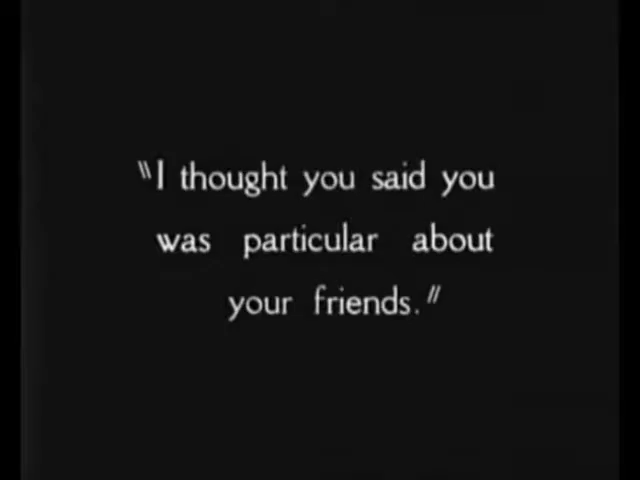 "I thought you said you
was particular about
your friends."